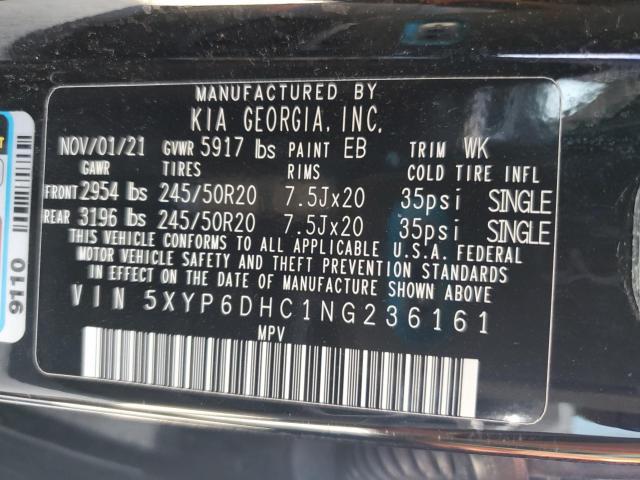 MANUFACTURED BY
KIA GEORGIA, INC.
NOV/01/21 GVWR 5917 lbs PAINT EB TRIM WK
GAWR TIRES RIMS COLD TIRE INFL
FRONT 2954 lbs 245/50R20 7.5Jx20 35psi SINGLE
REAR 3196 lbs 245/50R20 7.5Jx20 35psi SINGLE
THIS VEHICLE CONFORMS TO ALL APPLICABLE U.S.A. FEDERAL
MOTOR VEHICLE SAFETY AND THEFT PREVENTION STANDARDS
IN EFFECT ON THE DATE OF MANUFACTURE SHOWN ABOVE.
VIN 5XYP6DHC1NG236161
MPV
9110